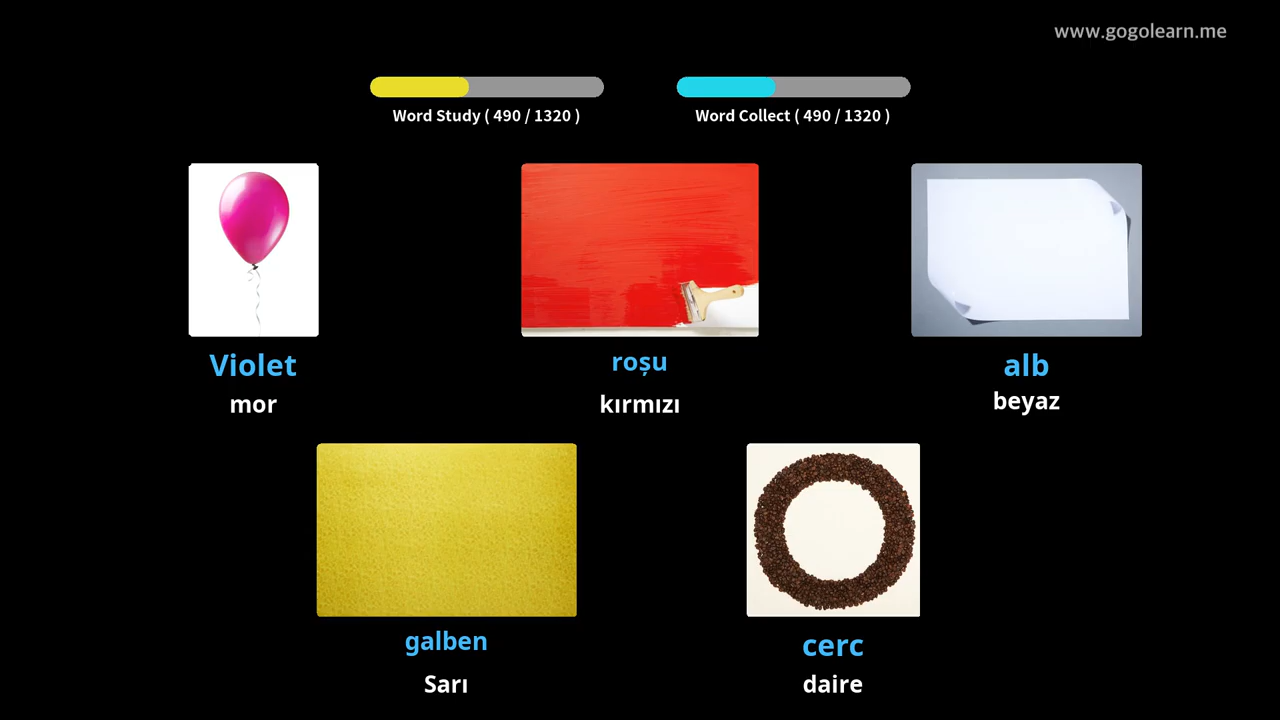 www.gogolearn.me
Word Study ( 490 / 1320 )
Word Collect ( 490 / 1320 )
Violet
mor
roșu
kırmızı
alb
beyaz
galben
Sarı
cerc
daire